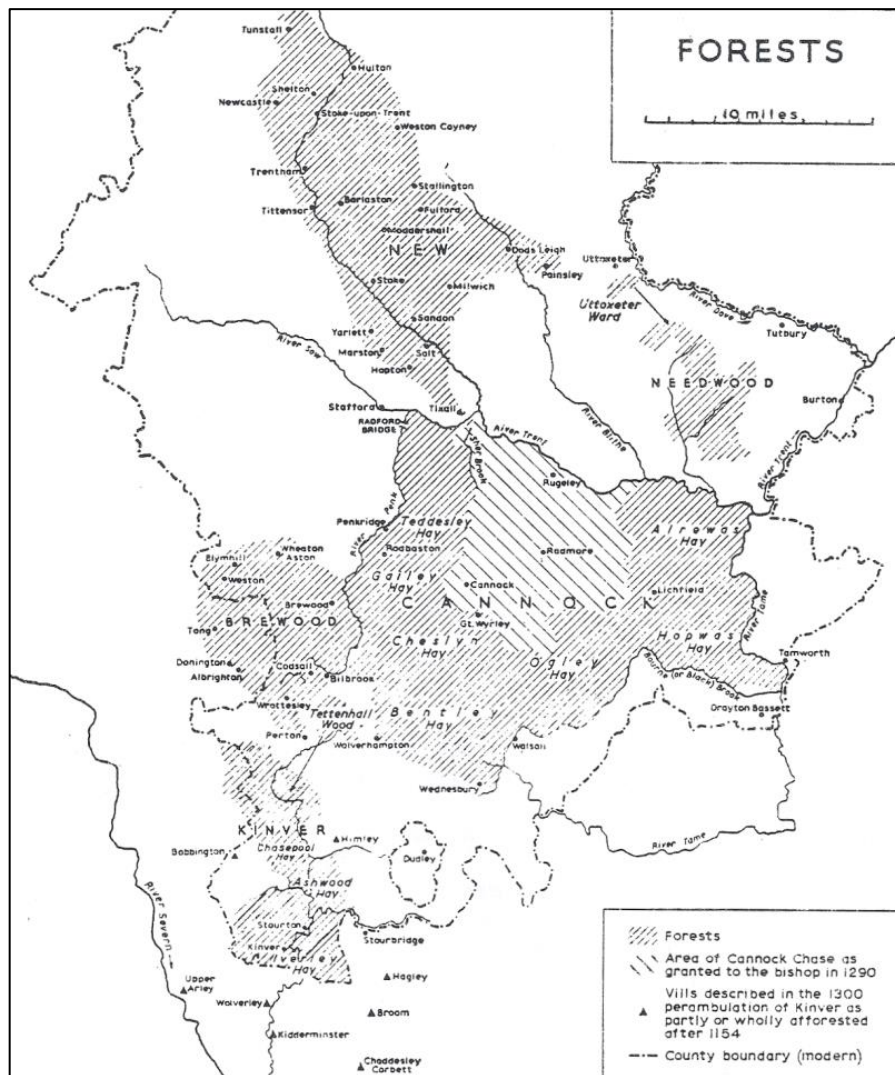 FORESTS
10 miles
Tunstall
Hulton
Shelton
Newcastle
Stoke-upon-Trent
Weston Coyney
Trentham
Stallington
Barlaston
Fulford
Tittensor
Moddershall
NEW
Dods Leigh
Painsley
Uttoxeter
Stoke
Milwich
Uttoxeter
Ward
River Dove
Tutbury
Sandon
Yarlett
River Sow
Marston
Salt
Hopton
NEEDWOOD
Stafford
Tixall
Burton
RADFORD
BRIDGE
River Trent
River Blithe
Sher Brook
River Trent
Rugeley
River Penk
Penkridge
Teddesley
Hay
Alrewas
Hay
Wheaton
Aston
Rodbaston
Radmore
Blymhill
Weston
Galley
Hay
Cannock
Lichfield
Brewood
CANNOCK
BREWOOD
Gt. Wyrley
River Tame
Tong
Cheslyn
Hay
Hopwas
Hay
Donington
Albrighton
Codsall
Bilbrook
Ogley
Hay
Tamworth
Bourne (or Black) Brook
Wrottesley
Tettenhall
Wood
Bentley
Hay
Drayton Bassett
Perton
Wolverhampton
Walsall
Wednesbury
KINVER
Himley
River Tame
Bobbington
Chasepool
Hay
Dudley
Ashwood
Hay
River Severn
Stourton
Stourbridge
Kinver
Iverley
Hay
Upper
Arley
Hagley
Wolverley
Broom
Kidderminster
Chaddesley
Corbett
Forests
Area of Cannock Chase as
granted to the bishop in 1290
Vills described in the 1300
perambulation of Kinver as
partly or wholly afforested
after 1154
County boundary (modern)